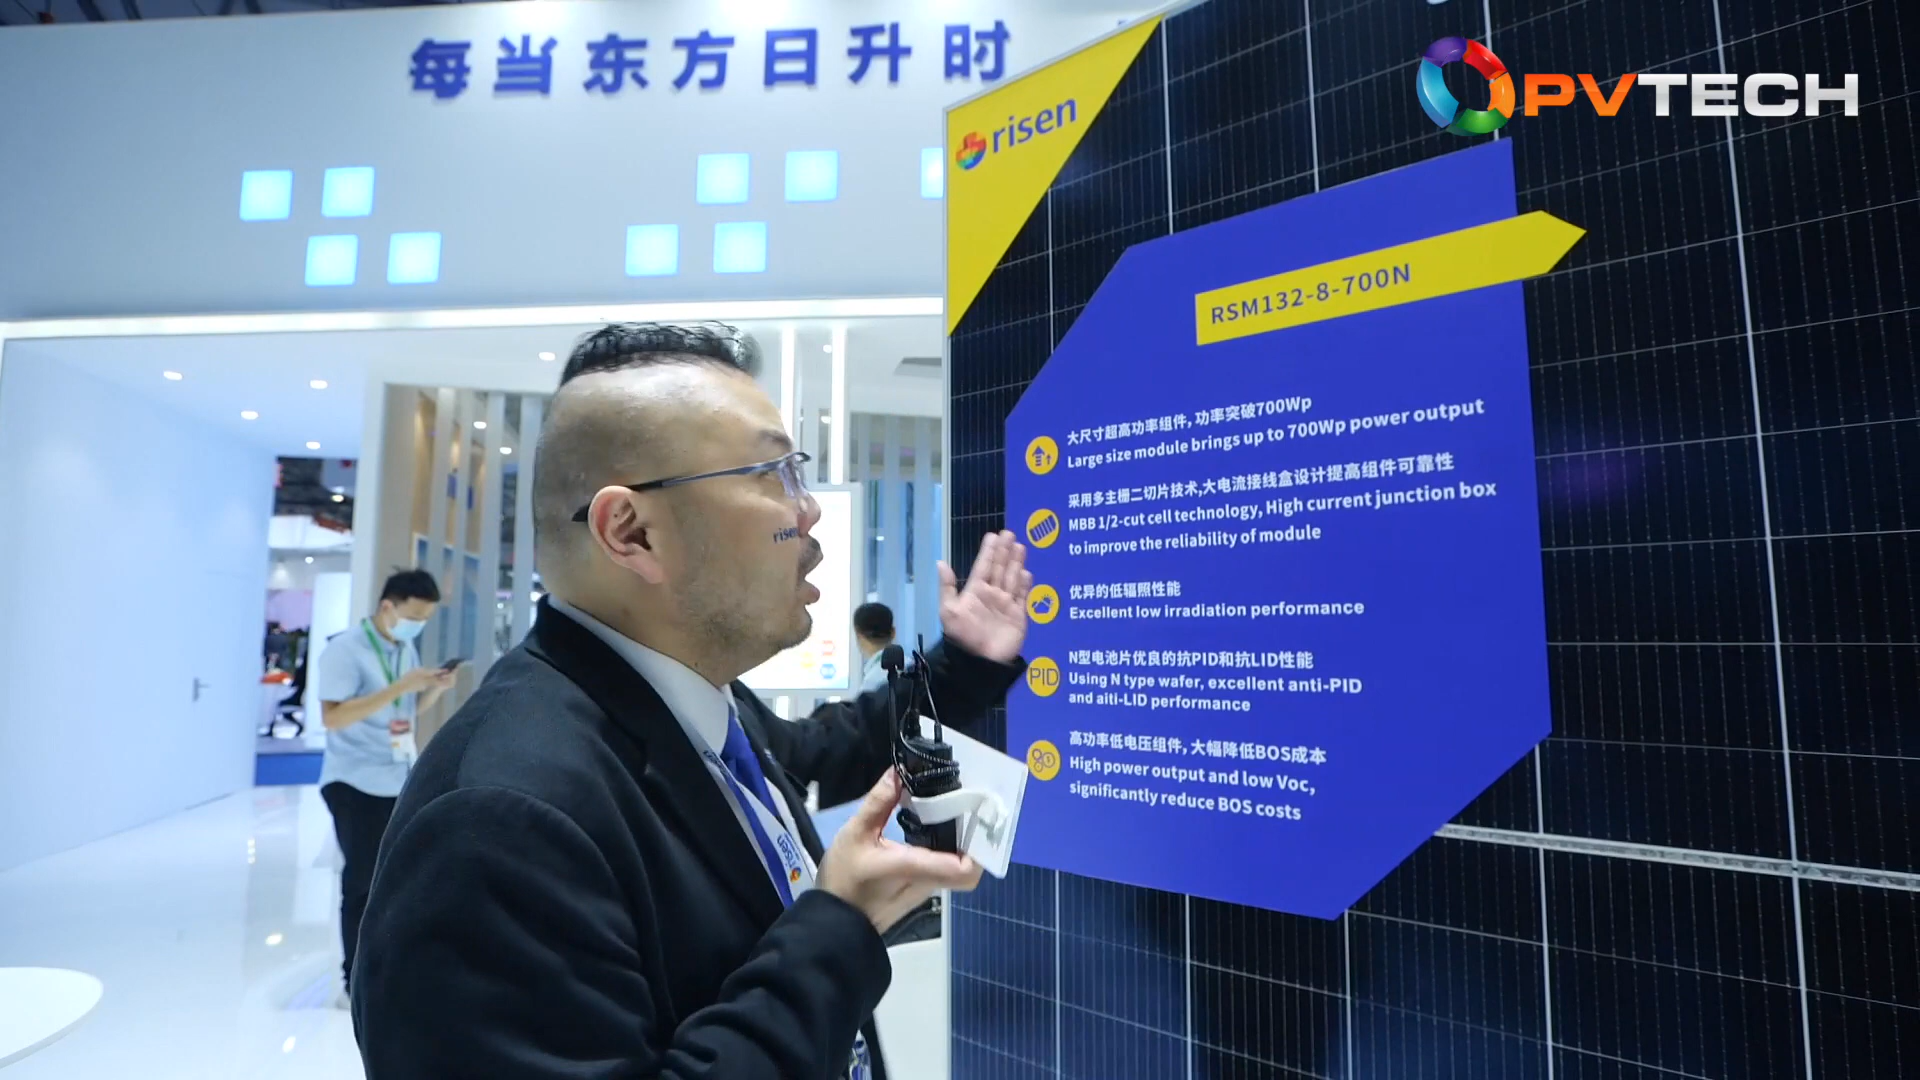 每当东方日升时
PVTECH
risen
RSM132-8-700N
大尺寸超高功率组件,功率突破700Wp
Large size module brings up to 700Wp power output
采用多主栅二切片技术,大电流接线盒设计提高组件可靠性
MBB 1/2-cut cell technology, High current junction box
to improve the reliability of module
优异的低辐照性能
Excellent low irradiation performance
PID
N型电池片优良的抗PID和抗LID性能
Using N type wafer, excellent anti-PID
and aiti-LID performance
高功率低电压组件,大幅降低BOS成本
High power output and low Voc,
significantly reduce BOS costs
risen
risen